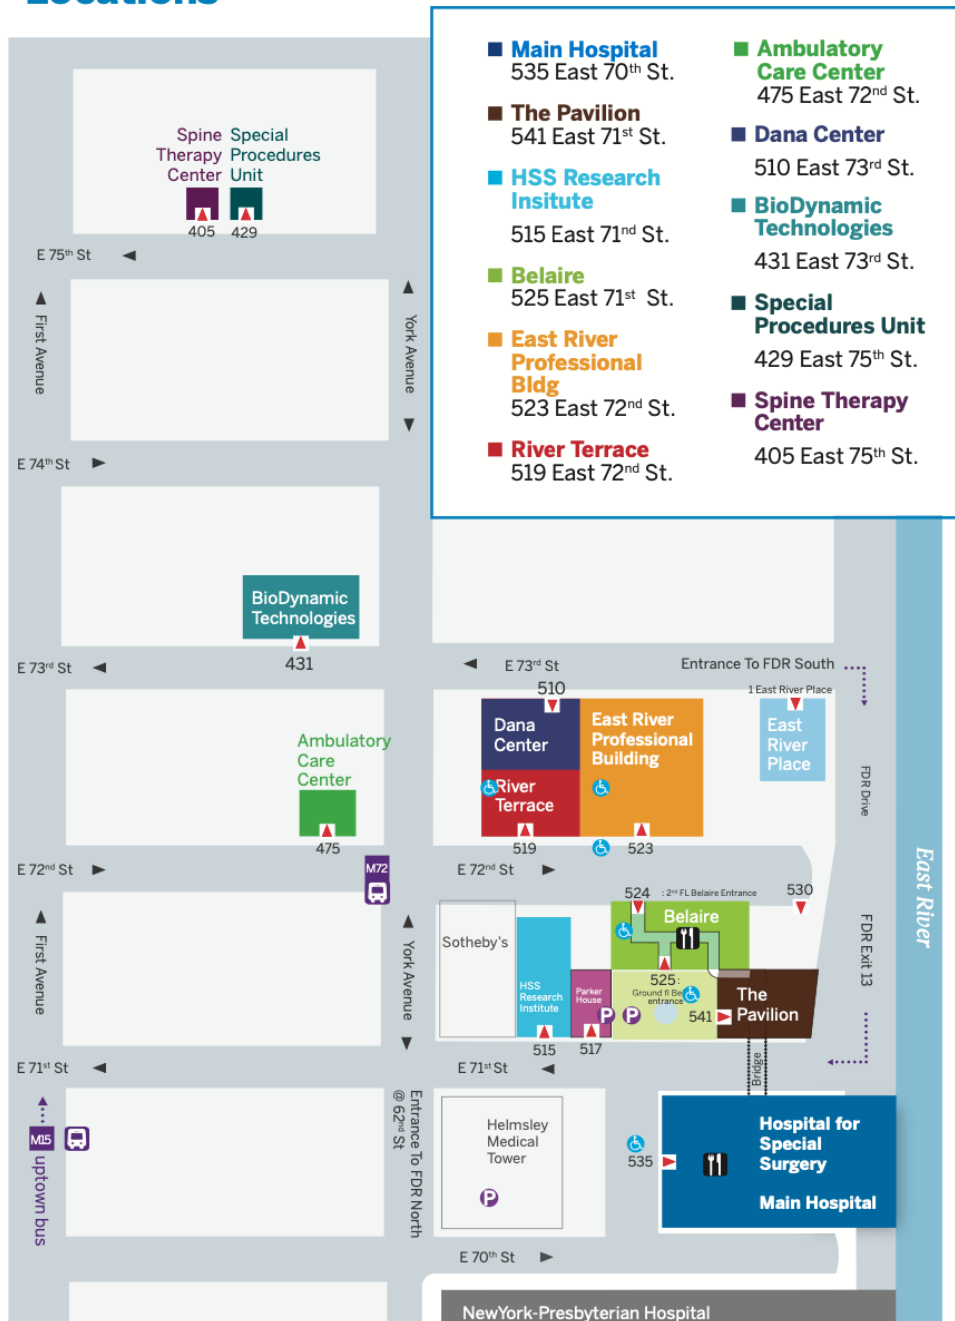 Locations
Main Hospital
535 East 70th St.
The Pavilion
541 East 71st St.
HSS Research
Insitute
515 East 71nd St.
Belaire
525 East 71st St.
East River
Professional
Bldg
523 East 72nd St.
River Terrace
519 East 72nd St.
Ambulatory
Care Center
475 East 72nd St.
Dana Center
510 East 73rd St.
BioDynamic
Technologies
431 East 73rd St.
Special
Procedures Unit
429 East 75th St.
Spine Therapy
Center
405 East 75th St.
Spine
Therapy
Center
Special
Procedures
Unit
405
429
E 75th St
First Avenue
York Avenue
E 74th St
BioDynamic
Technologies
431
E 73rd St
E 73rd St
Entrance To FDR South
510
1 East River Place
Dana
Center
East River
Professional
Building
East
River
Place
Ambulatory
Care
Center
River
Terrace
FDR Drive
475
519
523
E 72nd St
M72
E 72nd St
East River
524
: 2nd FL Belaire Entrance
530
Belaire
First Avenue
York Avenue
Sotheby's
FDR Exit 13
HSS
Research
Institute
Parker
House
P
P
525:
Ground fl Be
entrance
541
The
Pavilion
515
517
E 71st St
E 71st St
Bridge
M15
uptown bus
Entrance To FDR North
@ 62nd St
Helmsley
Medical
Tower
P
535
Hospital for
Special
Surgery
Main Hospital
E 70th St
NewYork-Presbyterian Hospital